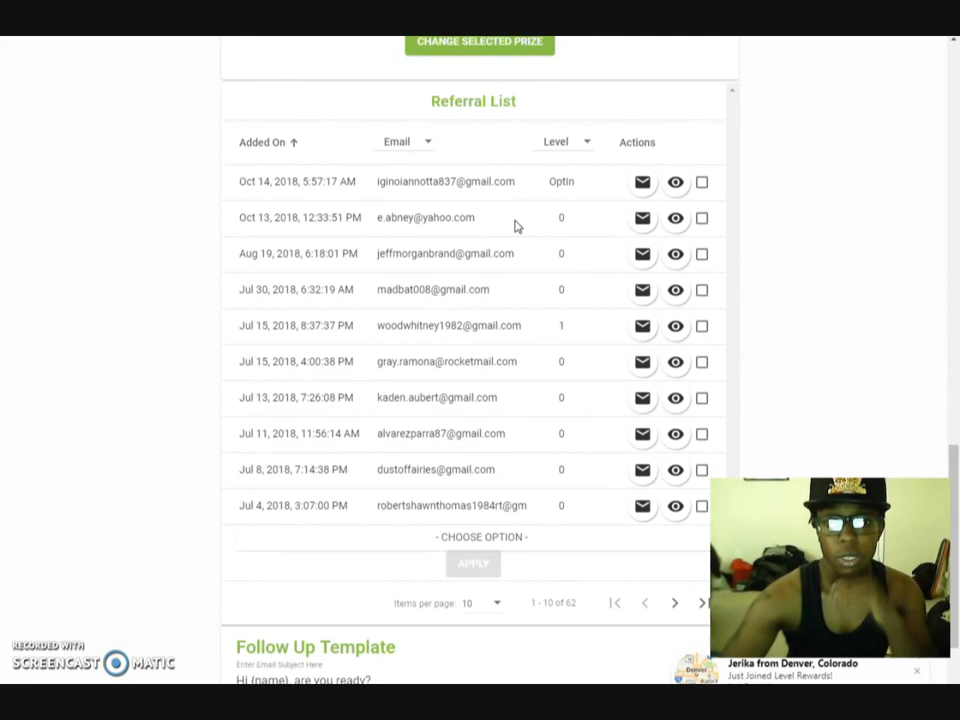 CHANGE SELECTED PRIZE
Referral List
Added On Email Level Actions
Oct 14, 2018, 5:57:17 AM iginoiannotta837@gmail.com OptIn
Oct 13, 2018, 12:33:51 PM e.abney@yahoo.com 0
Aug 19, 2018, 6:18:01 PM jeffmorganbrand@gmail.com 0
Jul 30, 2018, 6:32:19 AM madbat008@gmail.com 0
Jul 15, 2018, 8:37:37 PM woodwhitney1982@gmail.com 1
Jul 15, 2018, 4:00:38 PM gray.ramona@rocketmail.com 0
Jul 13, 2018, 7:26:08 PM kaden.aubert@gmail.com 0
Jul 11, 2018, 11:56:14 AM alvarezparra87@gmail.com 0
Jul 8, 2018, 7:14:38 PM dustoffairies@gmail.com 0
Jul 4, 2018, 3:07:00 PM robertshawnthomas1984rt@gm 0
- CHOOSE OPTION -
APPLY
Items per page: 10 1 - 10 of 62
Follow Up Template
Enter Email Subject Here
Hi {name}, are you ready?
RECORDED WITH
SCREENCAST MATIC
Denver
Jerika from Denver, Colorado
Just Joined Level Rewards!